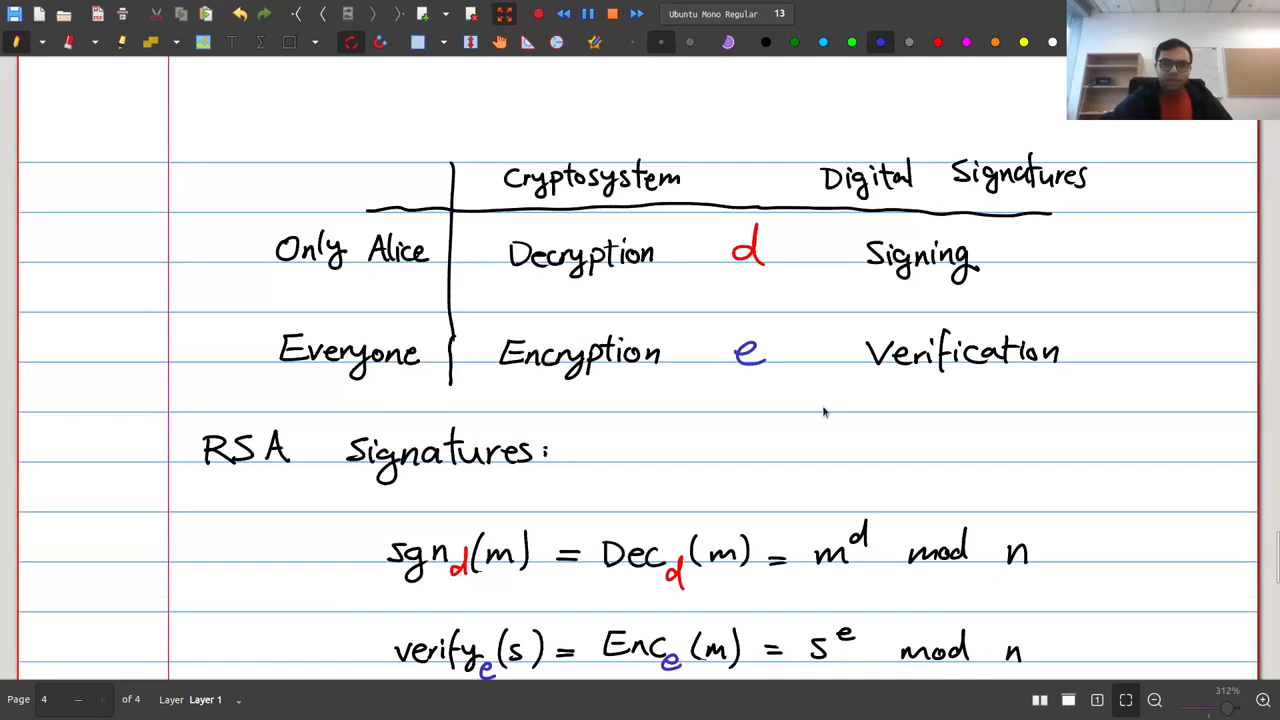 Ubuntu Mono Regular 13
Cryptosystem Digital Signatures
Only Alice Decryption d Signing
Everyone Encryption e Verification
RSA Signatures:
sgn_d(m) = Dec_d(m) = m^d mod n
verify_e(s) = Enc_e(m) = s^e mod n
Page 4 of 4 Layer Layer 1 312%